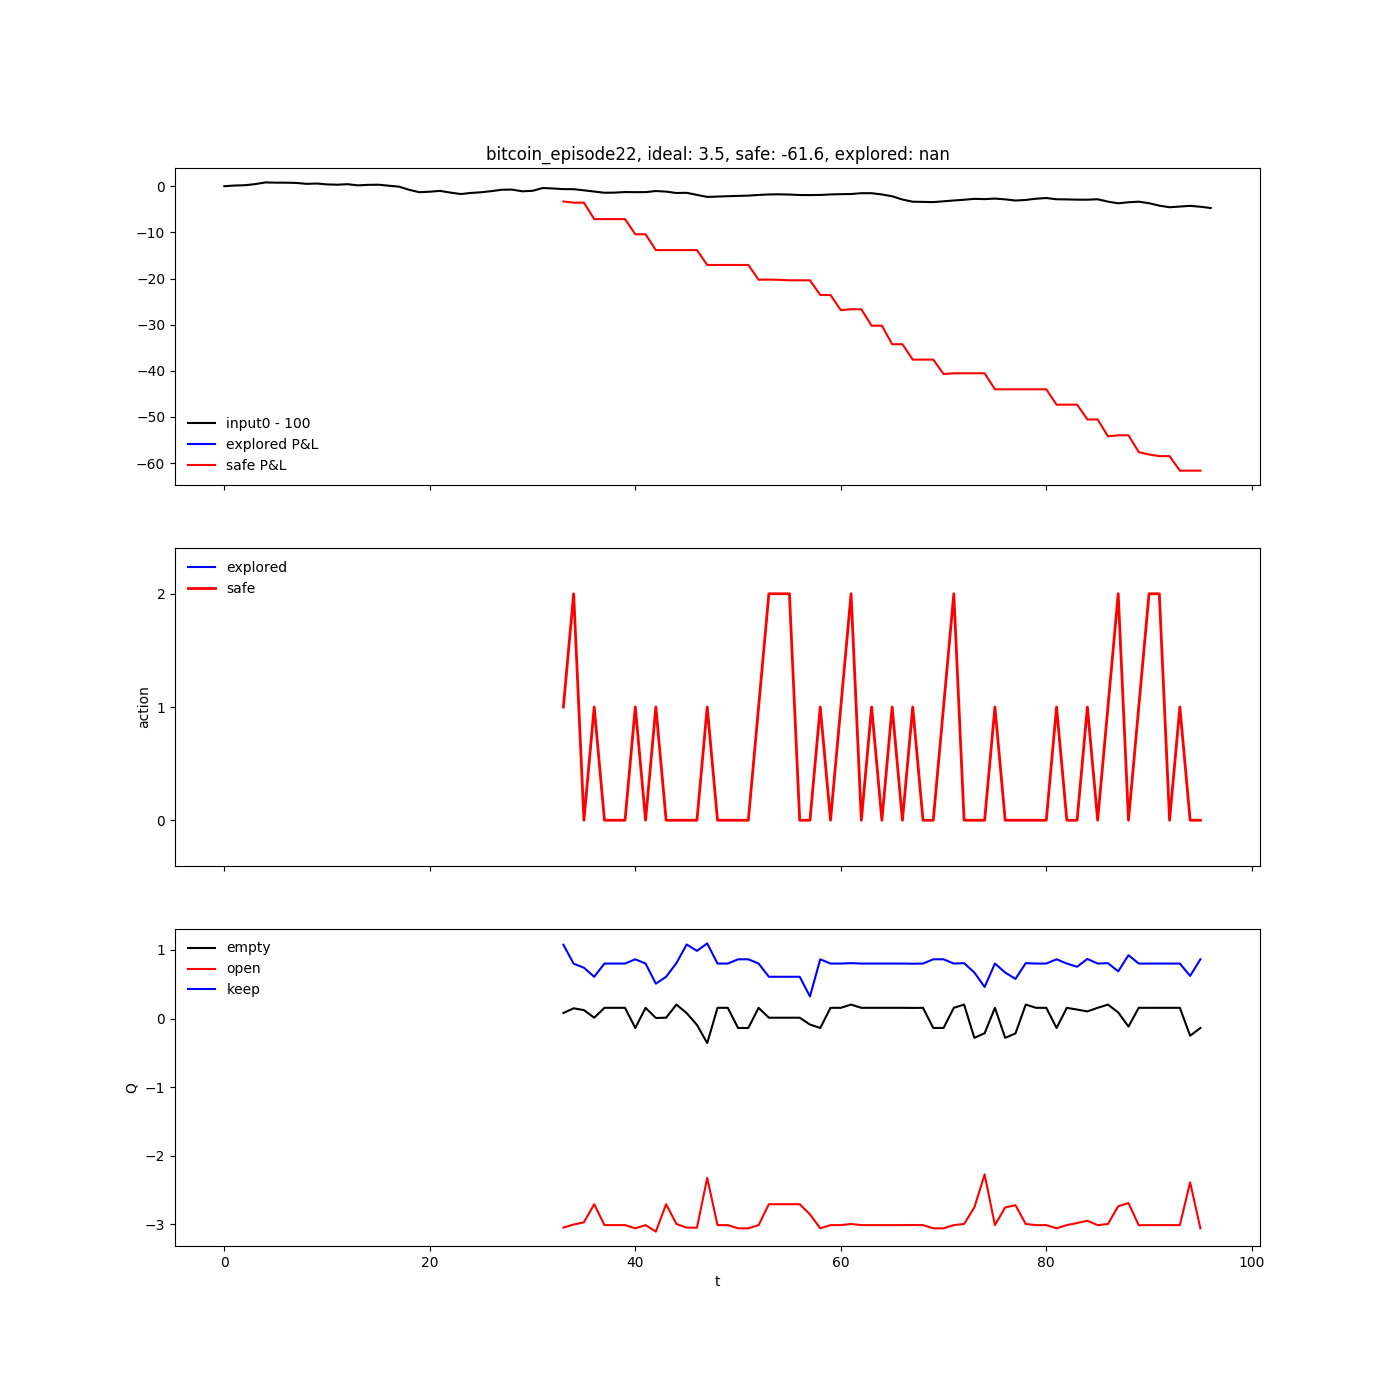 bitcoin_episode22, ideal: 3.5, safe: -61.6, explored: nan
0
−10
−20
−30
−40
−50
−60
input0 - 100
explored P&L
safe P&L
explored
safe
2
1
0
action
empty
open
keep
1
0
−1
−2
−3
Q
0 20 40 60 80 100
t